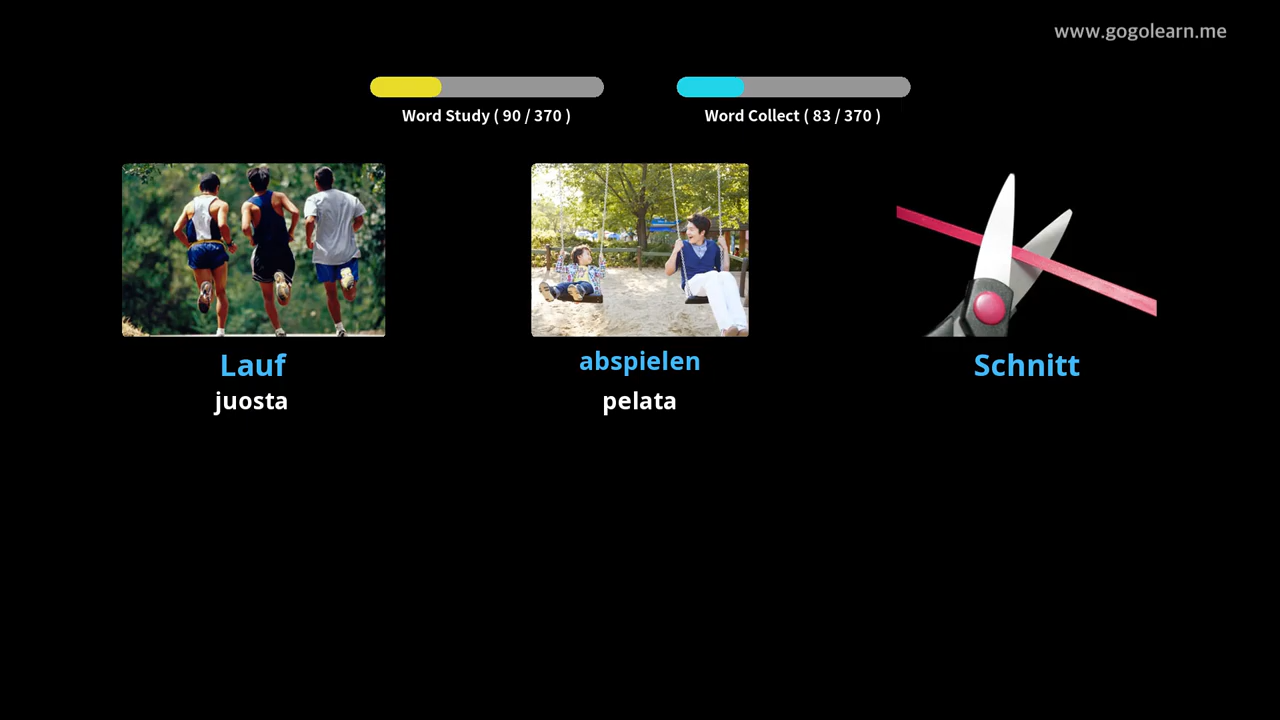 www.gogolearn.me
Word Study ( 90 / 370 )
Word Collect ( 83 / 370 )
Lauf
juosta
abspielen
pelata
Schnitt